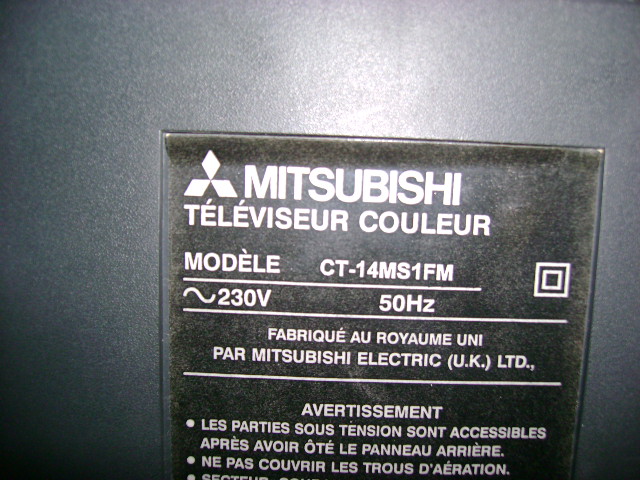 MITSUBISHI
TÉLÉVISEUR COULEUR
MODÈLE CT-14MS1FM
~230V 50Hz
FABRIQUÉ AU ROYAUME UNI
PAR MITSUBISHI ELECTRIC (U.K.) LTD.,
AVERTISSEMENT
• LES PARTIES SOUS TENSION SONT ACCESSIBLES
APRÈS AVOIR ÔTÉ LE PANNEAU ARRIÈRE.
• NE PAS COUVRIR LES TROUS D'AÉRATION.